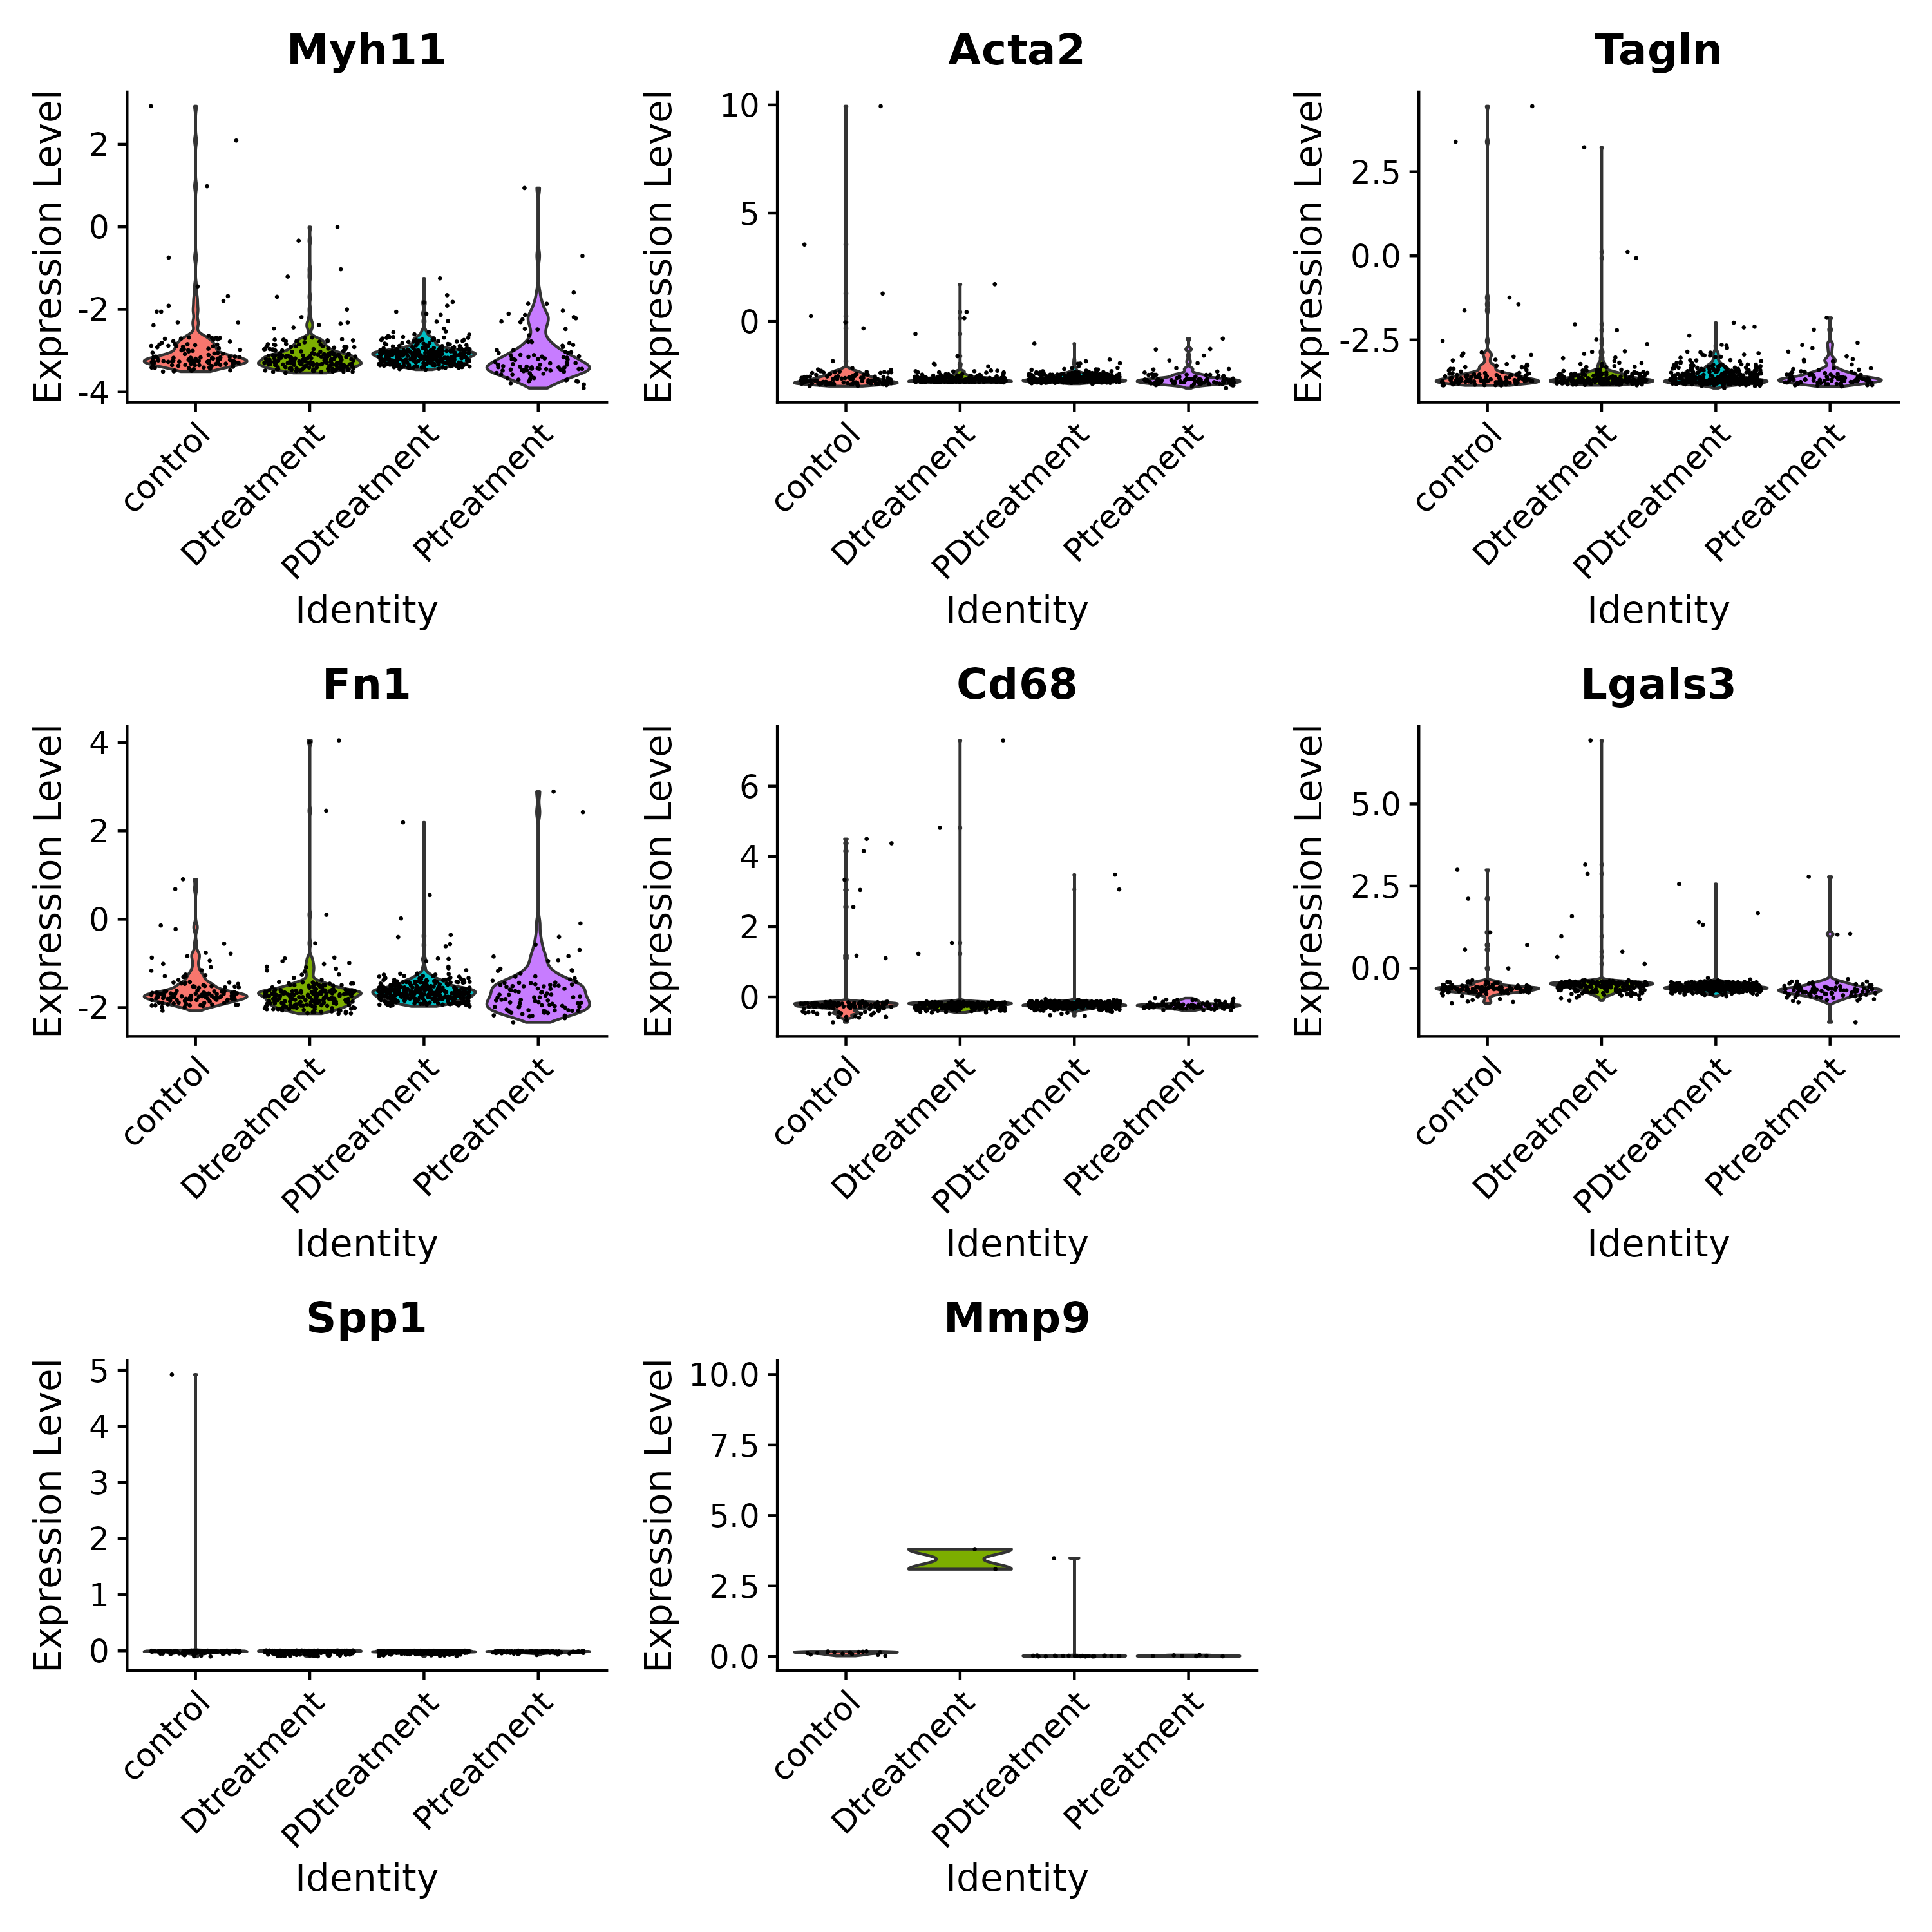 Myh11
Expression Level
2
0
-2
-4
control
Dtreatment
PDtreatment
Ptreatment
Identity
Acta2
Expression Level
10
5
0
control
Dtreatment
PDtreatment
Ptreatment
Identity
Tagln
Expression Level
2.5
0.0
-2.5
control
Dtreatment
PDtreatment
Ptreatment
Identity
Fn1
Expression Level
4
2
0
-2
control
Dtreatment
PDtreatment
Ptreatment
Identity
Cd68
Expression Level
6
4
2
0
control
Dtreatment
PDtreatment
Ptreatment
Identity
Lgals3
Expression Level
5.0
2.5
0.0
control
Dtreatment
PDtreatment
Ptreatment
Identity
Spp1
Expression Level
5
4
3
2
1
0
control
Dtreatment
PDtreatment
Ptreatment
Identity
Mmp9
Expression Level
10.0
7.5
5.0
2.5
0.0
control
Dtreatment
PDtreatment
Ptreatment
Identity